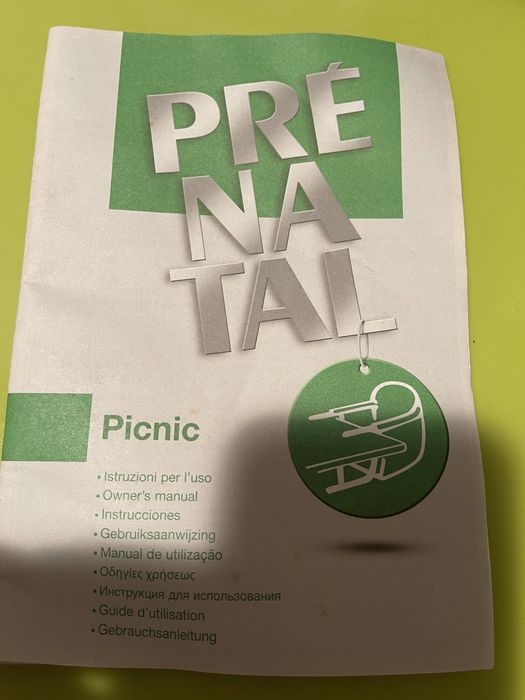 PRÉ
NA
TAL
Picnic
• Istruzioni per l'uso
• Owner's manual
• Instrucciones
• Gebruiksaanwijzing
• Manual de utilização
• Οδηγίες χρήσεως
• Инструкция для использования
• Guide d'utilisation
• Gebrauchsanleitung